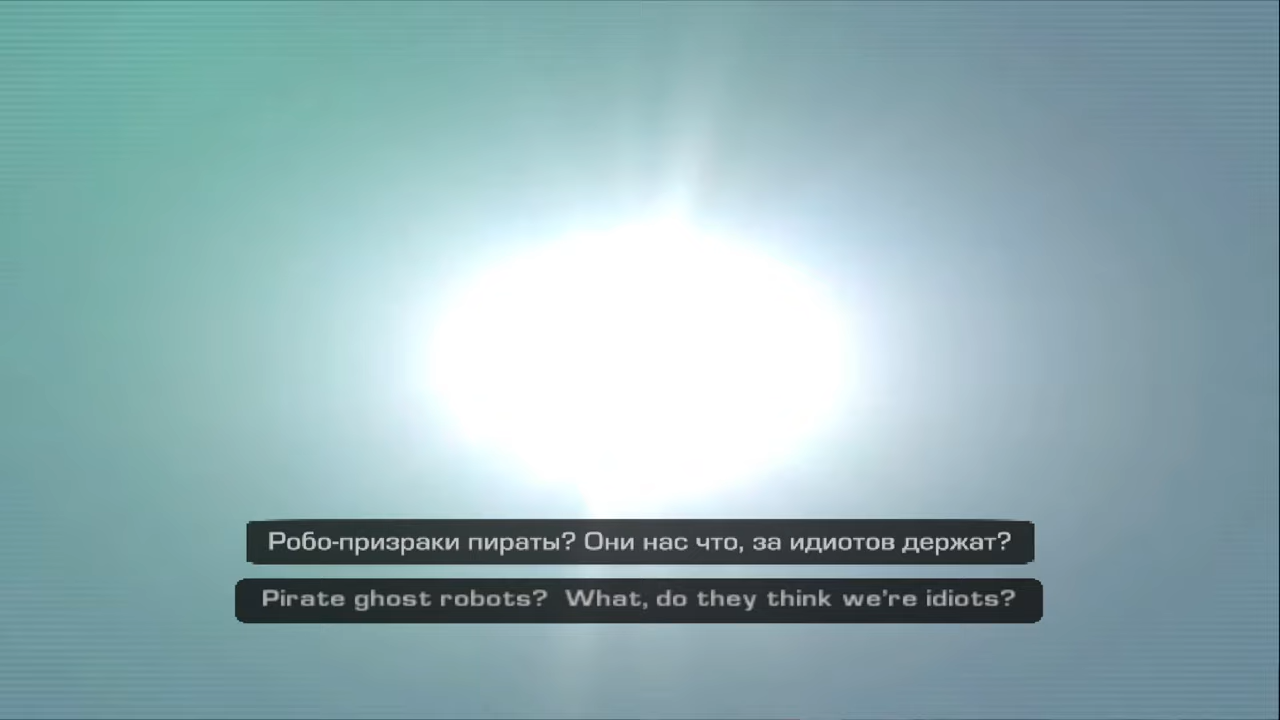 Робо-призраки пираты? Они нас что, за идиотов держат?
Pirate ghost robots?  What, do they think we're idiots?